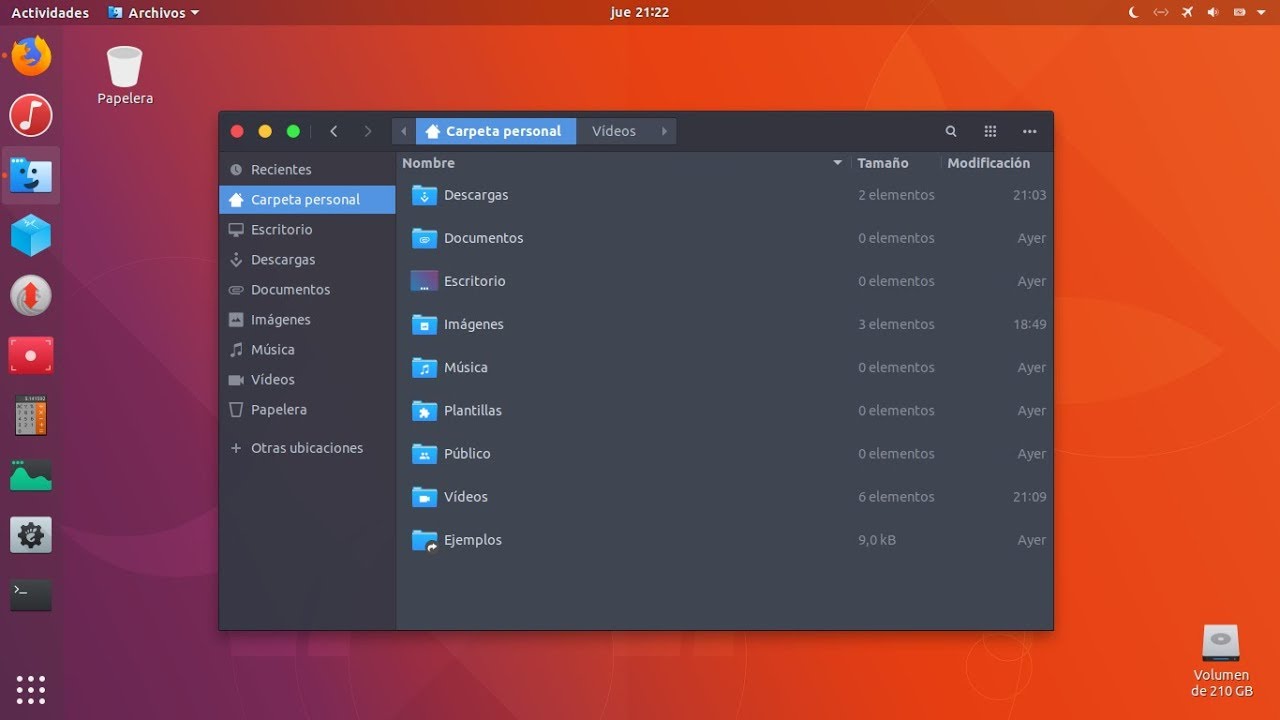 Actividades Archivos jue 21:22
Papelera
Carpeta personal Vídeos
Recientes
Carpeta personal
Escritorio
Descargas
Documentos
Imágenes
Música
Vídeos
Papelera
+ Otras ubicaciones
Nombre Tamaño Modificación
Descargas 2 elementos 21:03
Documentos 0 elementos Ayer
Escritorio 0 elementos Ayer
Imágenes 3 elementos 18:49
Música 0 elementos Ayer
Plantillas 0 elementos Ayer
Público 0 elementos Ayer
Vídeos 6 elementos 21:09
Ejemplos 9,0 kB Ayer
Volumen
de 210 GB